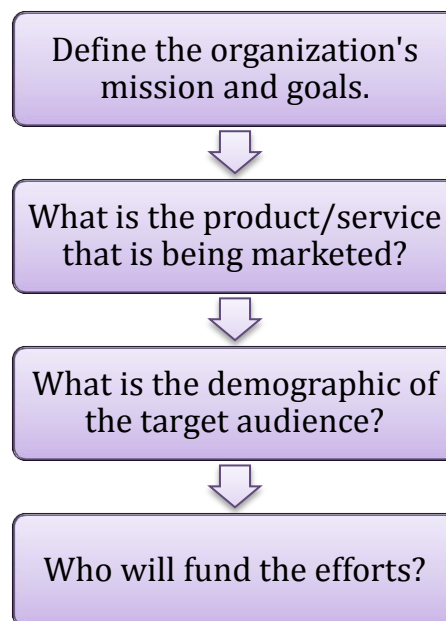 Define the organization's
mission and goals.
What is the product/service
that is being marketed?
What is the demographic of
the target audience?
Who will fund the efforts?